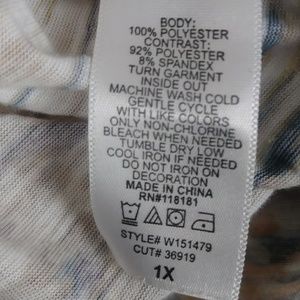 BODY:
100% POLYESTER
CONTRAST:
92% POLYESTER
8% SPANDEX
TURN GARMENT
INSIDE OUT
MACHINE WASH COLD
GENTLE CYCLE
WITH LIKE COLORS
ONLY NON-CHLORINE
BLEACH WHEN NEEDED
TUMBLE DRY LOW
COOL IRON IF NEEDED
DO NOT IRON ON
DECORATION
MADE IN CHINA
RN#118181
STYLE# W151479
CUT# 36919
1X